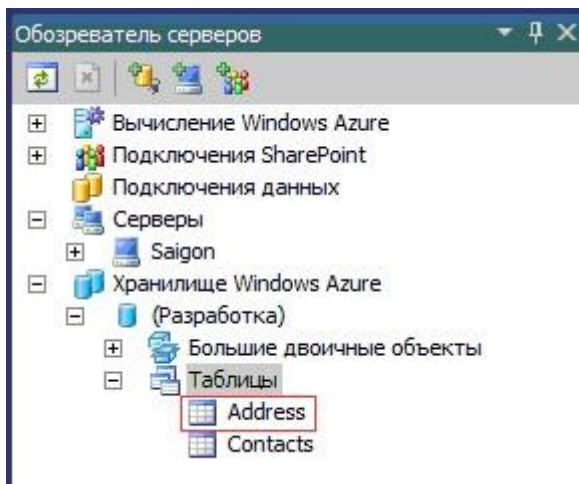 Обозреватель серверов
Вычисление Windows Azure
Подключения SharePoint
Подключения данных
Серверы
Saigon
Хранилище Windows Azure
(Разработка)
Большие двоичные объекты
Таблицы
Address
Contacts